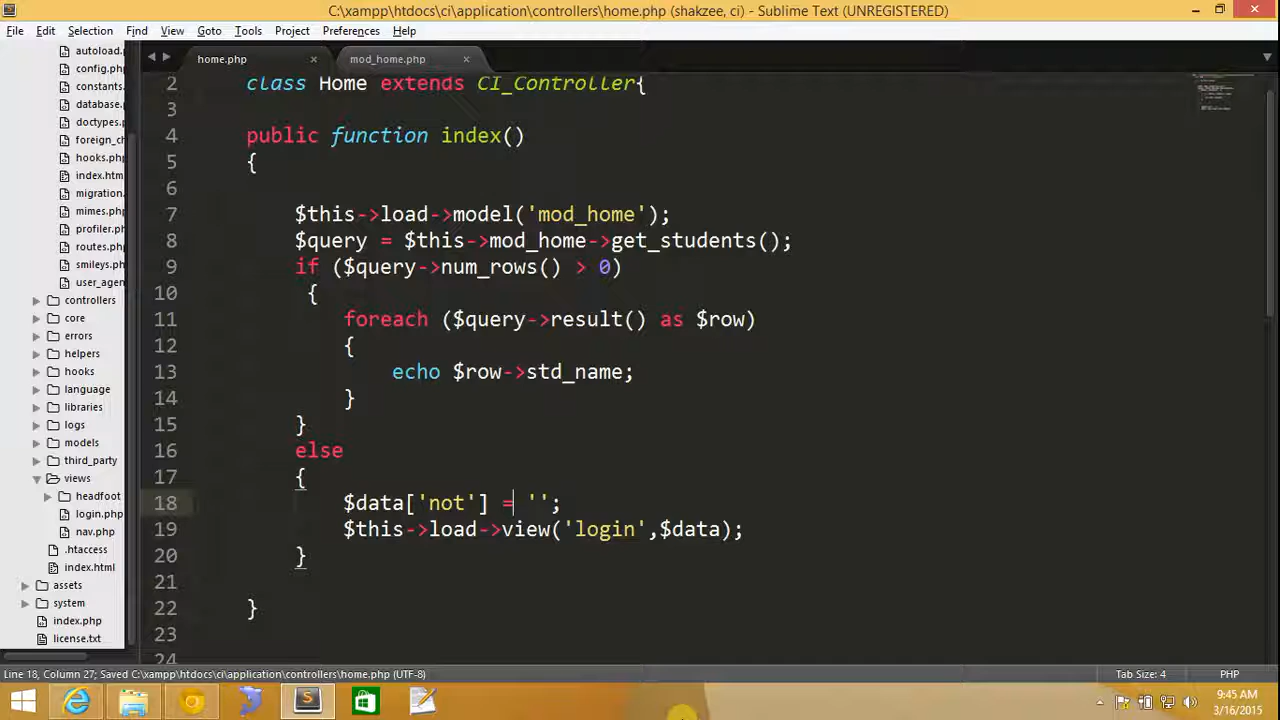 C:\xampp\htdocs\ci\application\controllers\home.php (shakzee, ci) - Sublime Text (UNREGISTERED)
File Edit Selection Find View Goto Tools Project Preferences Help
home.php mod_home.php
autoload.
config.php
constants.
database.
doctypes.
foreign_ch
hooks.php
index.htm
migration.
mimes.php
profiler.ph
routes.php
smileys.ph
user_agen
controllers
core
errors
helpers
hooks
language
libraries
logs
models
third_party
views
headfoot
login.php
nav.php
.htaccess
index.html
assets
system
index.php
license.txt
2 class Home extends CI_Controller{
3
4 public function index()
5 {
6
7 $this->load->model('mod_home');
8 $query = $this->mod_home->get_students();
9 if ($query->num_rows() > 0)
10 {
11 foreach ($query->result() as $row)
12 {
13 echo $row->std_name;
14 }
15 }
16 else
17 {
18 $data['not'] = '';
19 $this->load->view('login',$data);
20 }
21
22 }
23
24
Line 18, Column 27; Saved C:\xampp\htdocs\ci\application\controllers\home.php (UTF-8) Tab Size: 4 PHP
9:45 AM
3/16/2015